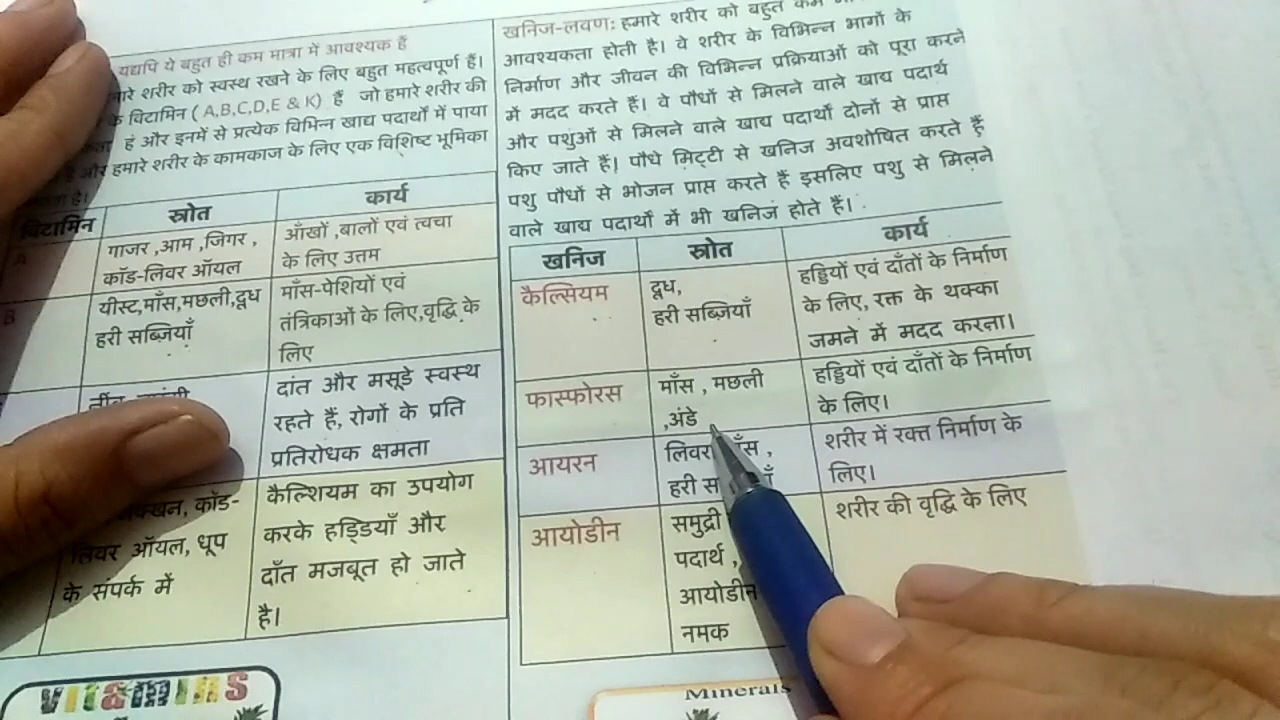 यद्यपि ये बहुत ही कम मात्रा में आवश्यक हैं
मारे शरीर को स्वस्थ रखने के लिए बहुत महत्वपूर्ण हैं।
के विटामिन ( A,B,C,D,E & K) हैं जो हमारे शरीर की
हैं और इनमें से प्रत्येक विभिन्न खाद्य पदार्थों में पाया
और हमारे शरीर के कामकाज के लिए एक विशिष्ट भूमिका
विटामिन स्रोत कार्य
A गाजर ,आम ,जिगर , आँखों ,बालों एवं त्वचा
कॉड-लिवर ऑयल के लिए उत्तम
B यीस्ट,माँस,मछली,दूध माँस-पेशियों एवं
हरी सब्ज़ियाँ तंत्रिकाओं के लिए,वृद्धि के
लिए
दांत और मसूडे स्वस्थ
रहते हैं, रोगों के प्रति
प्रतिरोधक क्षमता
कॉड- कैल्शियम का उपयोग
लिवर ऑयल, धूप करके हड्डियाँ और
के संपर्क में दाँत मजबूत हो जाते
है।
VITAMINS
खनिज-लवण: हमारे शरीर को बहुत कम
आवश्यकता होती है। वे शरीर के विभिन्न भागों के
निर्माण और जीवन की विभिन्न प्रक्रियाओं को पूरा करने
में मदद करते हैं। वे पौधों से मिलने वाले खाद्य पदार्थ
और पशुओं से मिलने वाले खाद्य पदार्थों दोनों से प्राप्त
किए जाते हैं। पौधे मिट्टी से खनिज अवशोषित करते हैं
पशु पौधों से भोजन प्राप्त करते हैं इसलिए पशु से मिलने
वाले खाद्य पदार्थों में भी खनिज होते हैं।
खनिज स्रोत कार्य
कैल्सियम दूध, हड्डियों एवं दाँतों के निर्माण
हरी सब्ज़ियाँ के लिए, रक्त के थक्का
जमने में मदद करना।
फास्फोरस माँस , मछली हड्डियों एवं दाँतों के निर्माण
,अंडे के लिए।
आयरन लिवर माँस , शरीर में रक्त निर्माण के
हरी लिए।
आयोडीन समुद्री शरीर की वृद्धि के लिए
पदार्थ ,
आयोडीन
नमक
Minerals